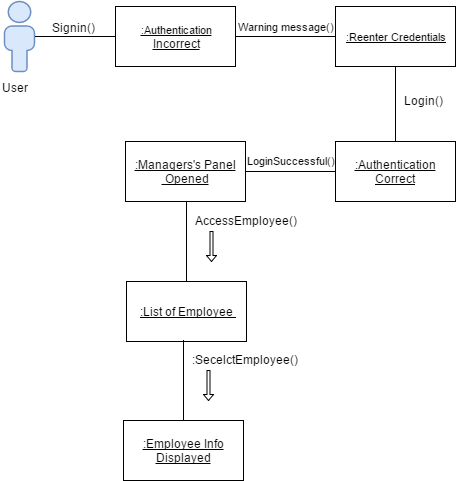 Signin()
:Authentication
Incorrect
Warning message()
:Reenter Credentials
User
Login()
:Managers's Panel
Opened
LoginSuccessful()
:Authentication
Correct
AccessEmployee()
:List of Employee
:SecelctEmployee()
:Employee Info
Displayed